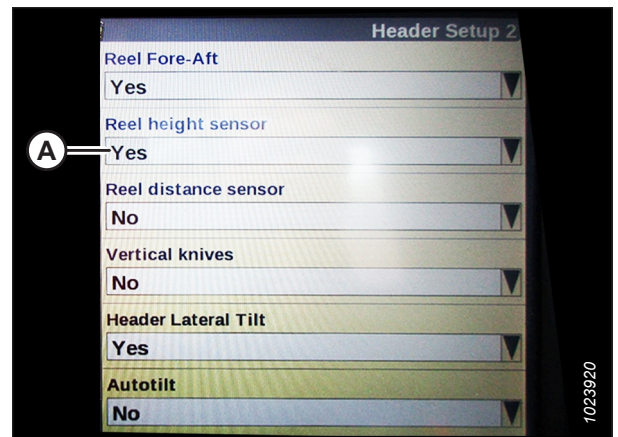 Header Setup 2
Reel Fore-Aft
Yes
Reel height sensor
A
Yes
Reel distance sensor
No
Vertical knives
No
Header Lateral Tilt
Yes
Autotilt
No
1023920